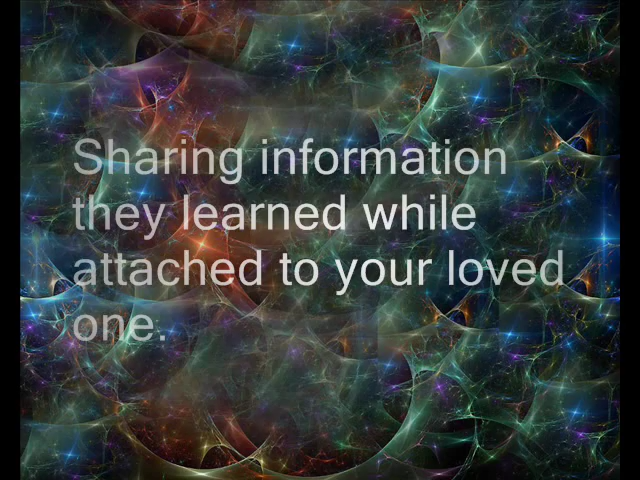 Sharing information
they learned while
attached to your loved
one.